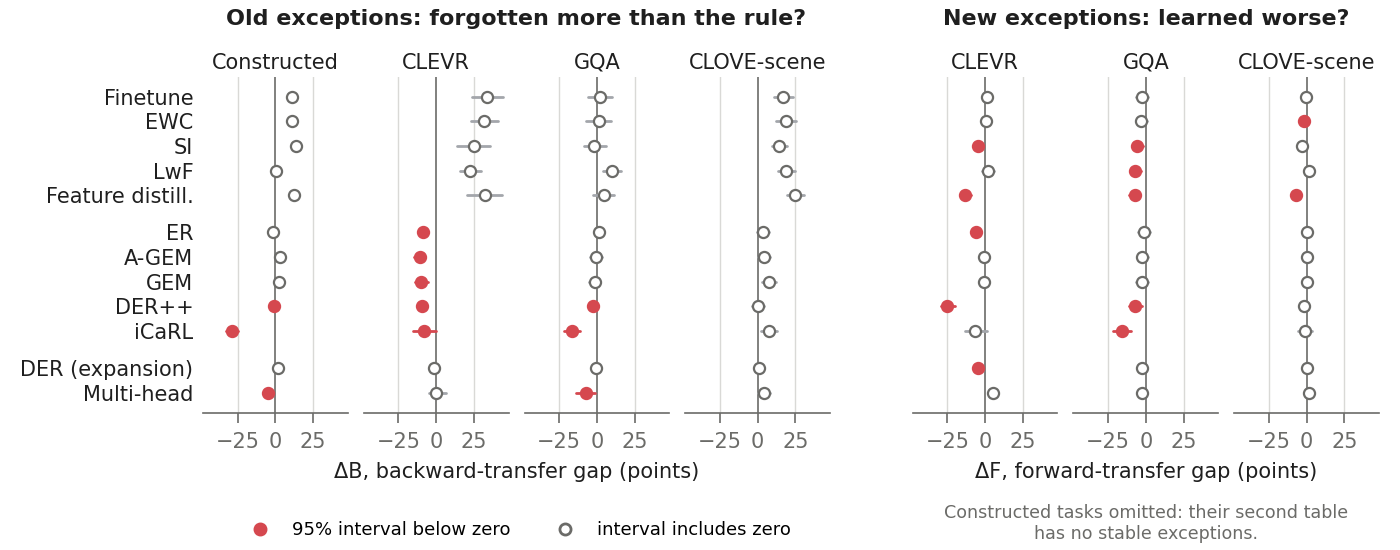 Old exceptions: forgotten more than the rule?
New exceptions: learned worse?
Constructed
CLEVR
GQA
CLOVE-scene
CLEVR
GQA
CLOVE-scene
Finetune
EWC
SI
LwF
Feature distill.
ER
A-GEM
GEM
DER++
iCaRL
DER (expansion)
Multi-head
−25 0 25
−25 0 25
−25 0 25
−25 0 25
−25 0 25
−25 0 25
−25 0 25
ΔB, backward-transfer gap (points)
ΔF, forward-transfer gap (points)
95% interval below zero
interval includes zero
Constructed tasks omitted: their second table
has no stable exceptions.